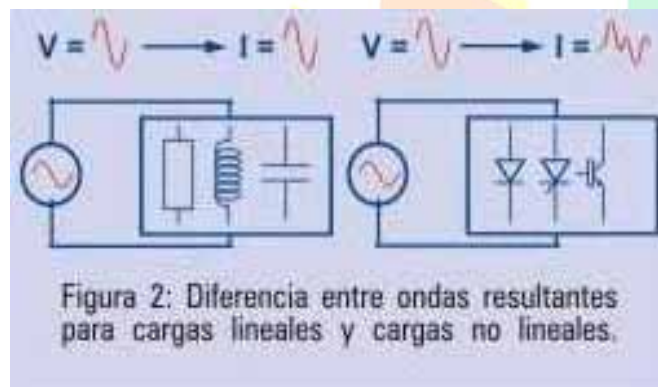 V = I = V = I =
Figura 2: Diferencia entre ondas resultantes
para cargas lineales y cargas no lineales.